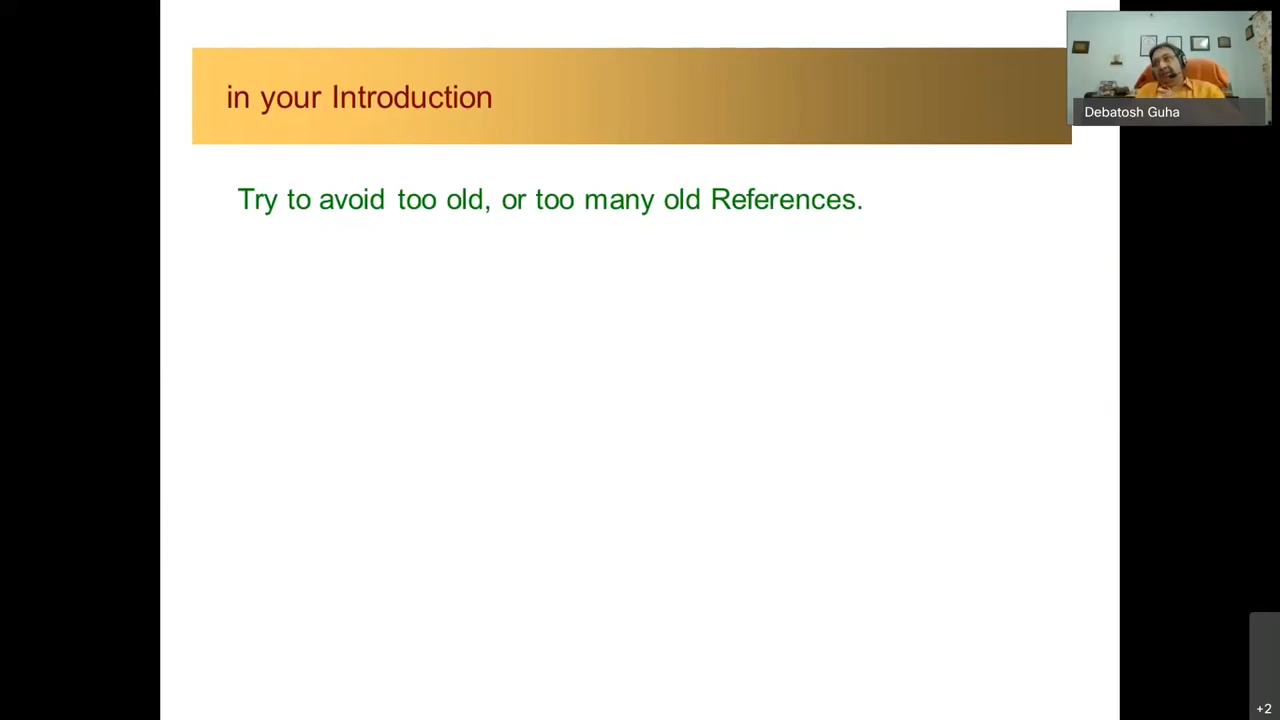 in your Introduction
Debatosh Guha
Try to avoid too old, or too many old References.
+2